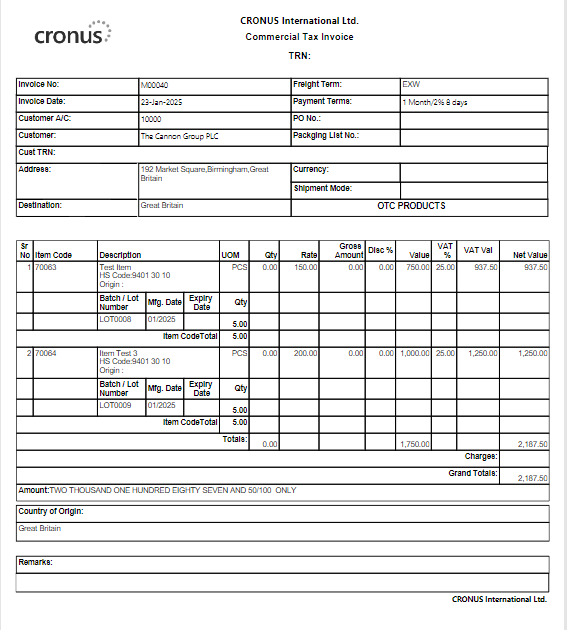 CRONUS International Ltd.
cronus
Commercial Tax Invoice
TRN:
Invoice No: M00040 Freight Term: EXW
Invoice Date: 23-Jan-2025 Payment Terms: 1 Month/2% 8 days
Customer A/C: 10000 PO No.:
Customer: The Cannon Group PLC Packging List No.:
Cust TRN:
Address: 192 Market Square,Birmingham,Great Currency:
Britain
Shipment Mode:
Destination: Great Britain OTC PRODUCTS
Sr Gross VAT
No Item Code Description UOM Qty Rate Amount Disc % Value % VAT Val Net Value
1 70063 Test Item PCS 0.00 150.00 0.00 0.00 750.00 25.00 937.50 937.50
HS Code:9401 30 10
Origin :
Batch / Lot Mfg. Date Expiry Qty
Number Date
LOT0008 01/2025 5.00
Item CodeTotal 5.00
2 70064 Item Test 3 PCS 0.00 200.00 0.00 0.00 1,000.00 25.00 1,250.00 1,250.00
HS Code:9401 30 10
Origin :
Batch / Lot Mfg. Date Expiry Qty
Number Date
LOT0009 01/2025 5.00
Item CodeTotal 5.00
Totals: 0.00 1,750.00 2,187.50
Charges:
Grand Totals: 2,187.50
Amount:TWO THOUSAND ONE HUNDRED EIGHTY SEVEN AND 50/100 ONLY
Country of Origin:
Great Britain
Remarks:
CRONUS International Ltd.